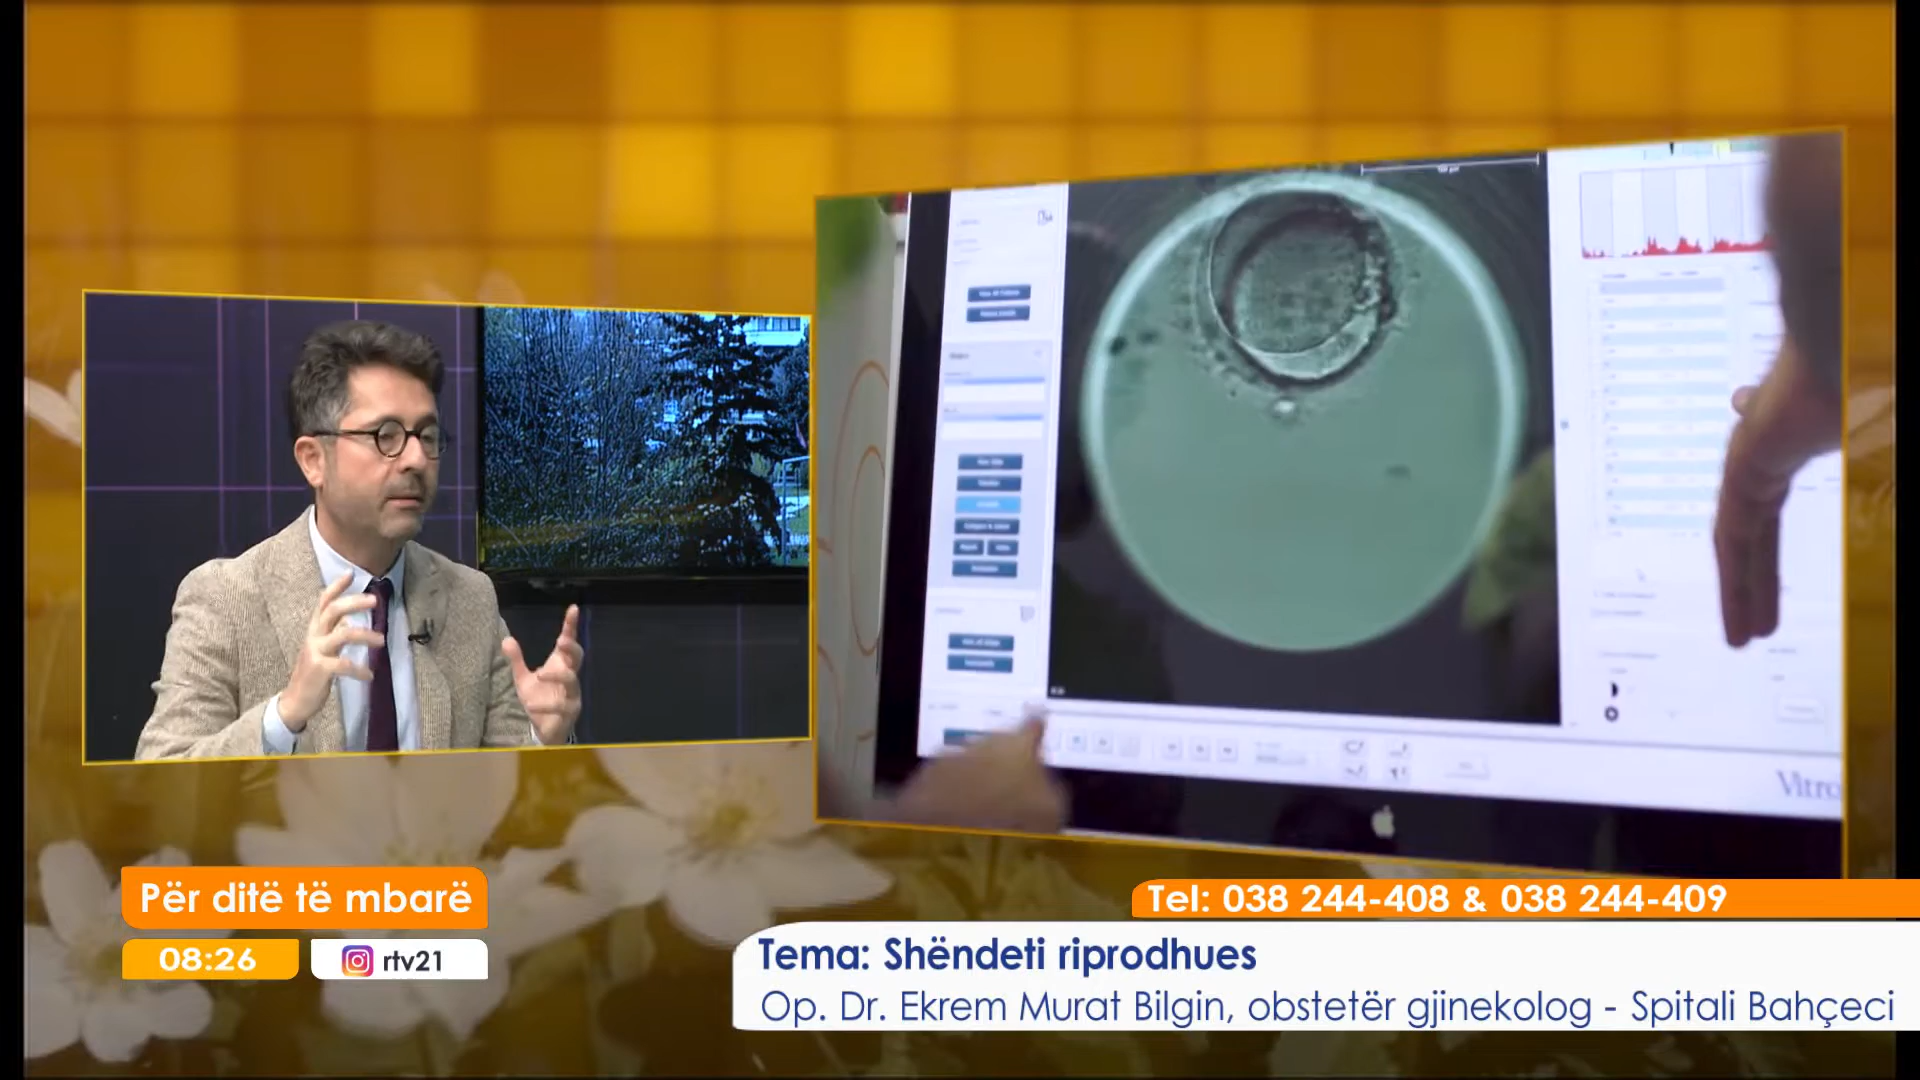 Vitro
Për ditë të mbarë
08:26
rtv21
Tel: 038 244-408 & 038 244-409
Tema: Shëndeti riprodhues
Op. Dr. Ekrem Murat Bilgin, obstetër gjinekolog - Spitali Bahçeci